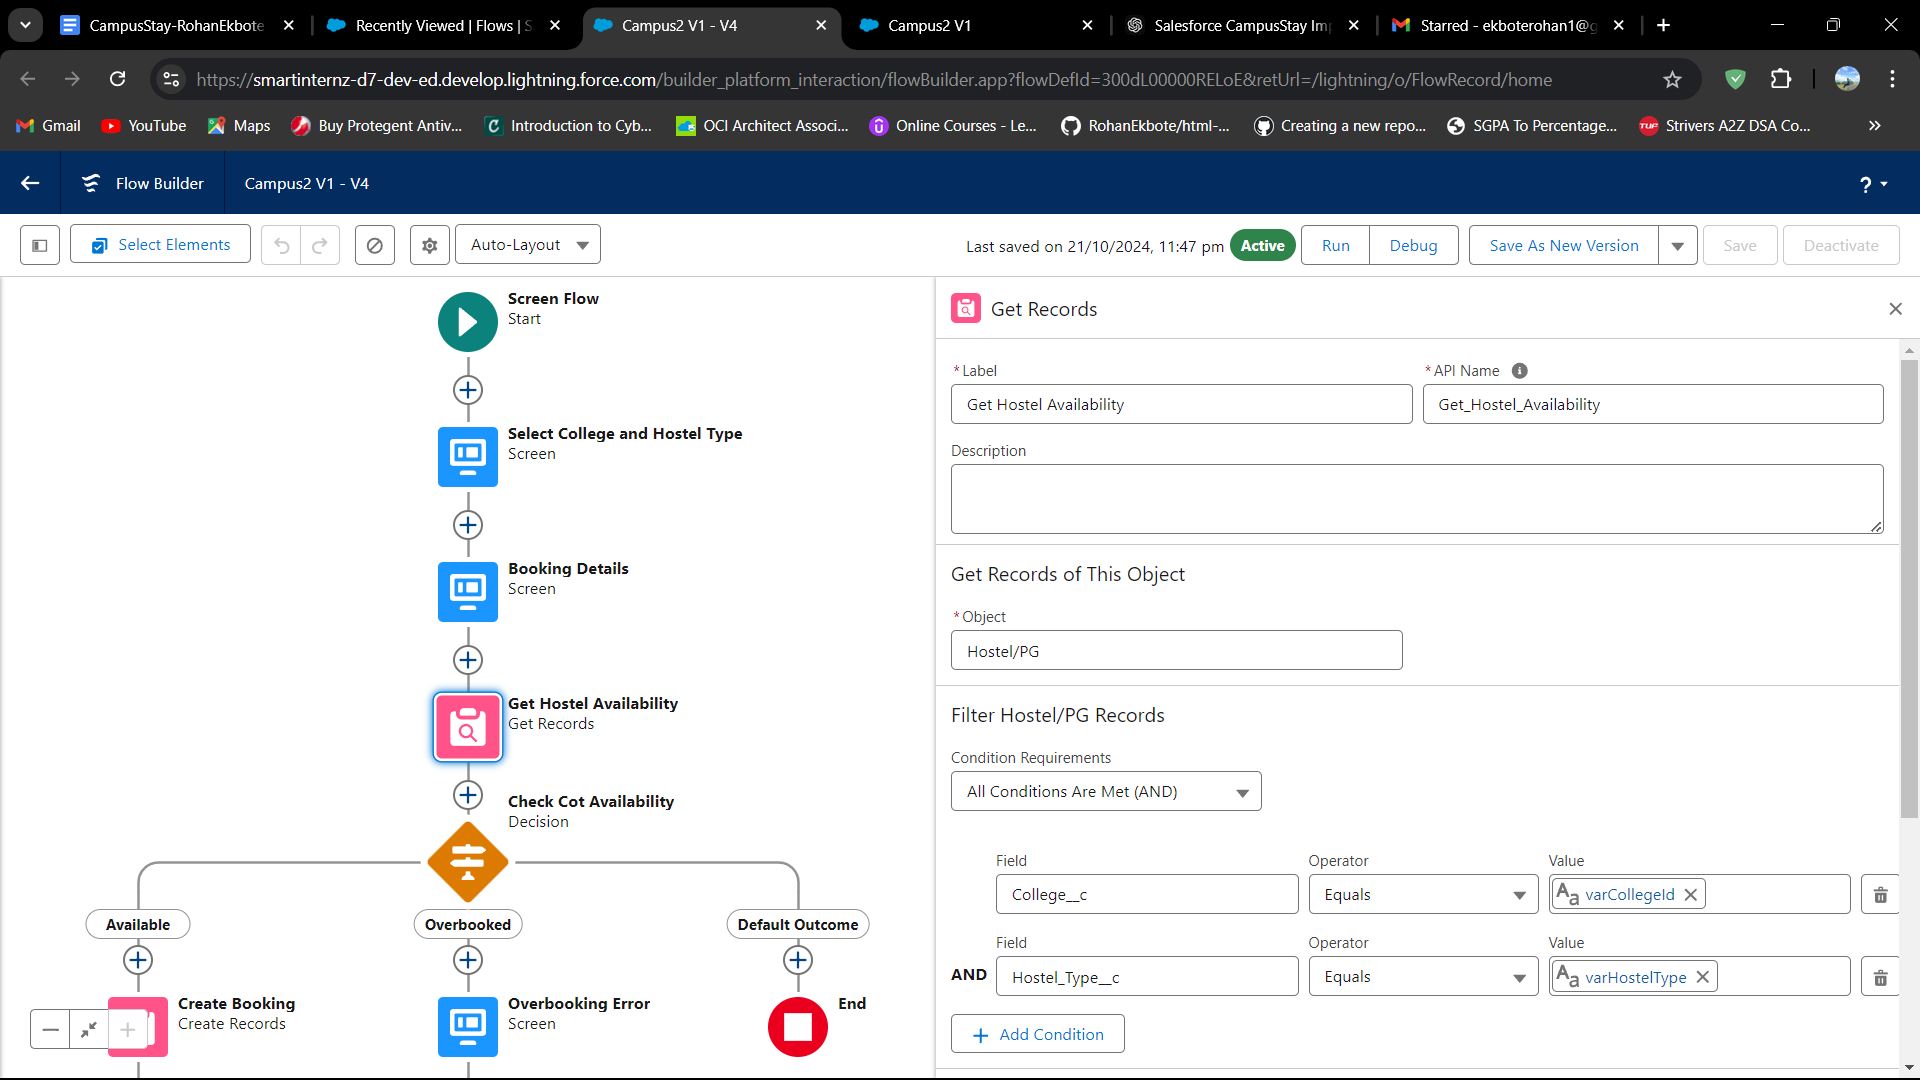 CampusStay-RohanEkbote
Recently Viewed | Flows | S
Campus2 V1 - V4
Campus2 V1
Salesforce CampusStay Imp
Starred - ekboterohan1@g
https://smartinternz-d7-dev-ed.develop.lightning.force.com/builder_platform_interaction/flowBuilder.app?flowDefId=300dL00000RELoE&retUrl=/lightning/o/FlowRecord/home
Gmail
YouTube
Maps
Buy Protegent Antiv...
Introduction to Cyb...
OCI Architect Associ...
Online Courses - Le...
RohanEkbote/html-...
Creating a new repo...
SGPA To Percentage...
Strivers A2Z DSA Co...
Flow Builder
Campus2 V1 - V4
?
Select Elements
Auto-Layout
Last saved on 21/10/2024, 11:47 pm
Active
Run
Debug
Save As New Version
Save
Deactivate
Screen Flow
Start
Select College and Hostel Type
Screen
Booking Details
Screen
Get Hostel Availability
Get Records
Check Cot Availability
Decision
Available
Overbooked
Default Outcome
Create Booking
Create Records
Overbooking Error
Screen
End
Get Records
*Label
*API Name
Get Hostel Availability
Get_Hostel_Availability
Description
Get Records of This Object
*Object
Hostel/PG
Filter Hostel/PG Records
Condition Requirements
All Conditions Are Met (AND)
Field
Operator
Value
College__c
Equals
Aa varCollegeId
Field
Operator
Value
AND
Hostel_Type__c
Equals
Aa varHostelType
Add Condition